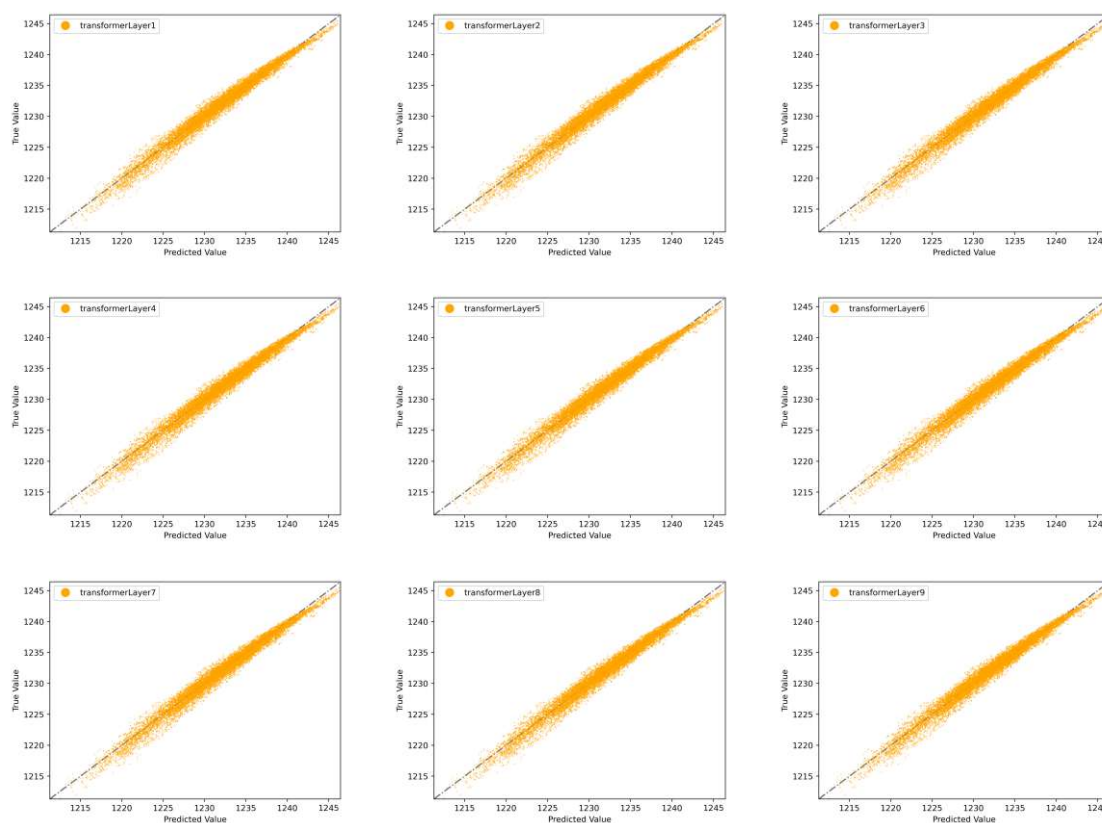 1245 transformerLayer1 1245 transformerLayer2 1245 transformerLayer3
1240 1240 1240
1235 1235 1235
True Value 1230 True Value 1230 True Value 1230
1225 1225 1225
1220 1220 1220
1215 1215 1215
1215 1220 1225 1230 1235 1240 1245 1215 1220 1225 1230 1235 1240 1245 1215 1220 1225 1230 1235 1240 1245
Predicted Value Predicted Value Predicted Value
1245 transformerLayer4 1245 transformerLayer5 1245 transformerLayer6
1240 1240 1240
1235 1235 1235
True Value 1230 True Value 1230 True Value 1230
1225 1225 1225
1220 1220 1220
1215 1215 1215
1215 1220 1225 1230 1235 1240 1245 1215 1220 1225 1230 1235 1240 1245 1215 1220 1225 1230 1235 1240 1245
Predicted Value Predicted Value Predicted Value
1245 transformerLayer7 1245 transformerLayer8 1245 transformerLayer9
1240 1240 1240
1235 1235 1235
True Value 1230 True Value 1230 True Value 1230
1225 1225 1225
1220 1220 1220
1215 1215 1215
1215 1220 1225 1230 1235 1240 1245 1215 1220 1225 1230 1235 1240 1245 1215 1220 1225 1230 1235 1240 1245
Predicted Value Predicted Value Predicted Value